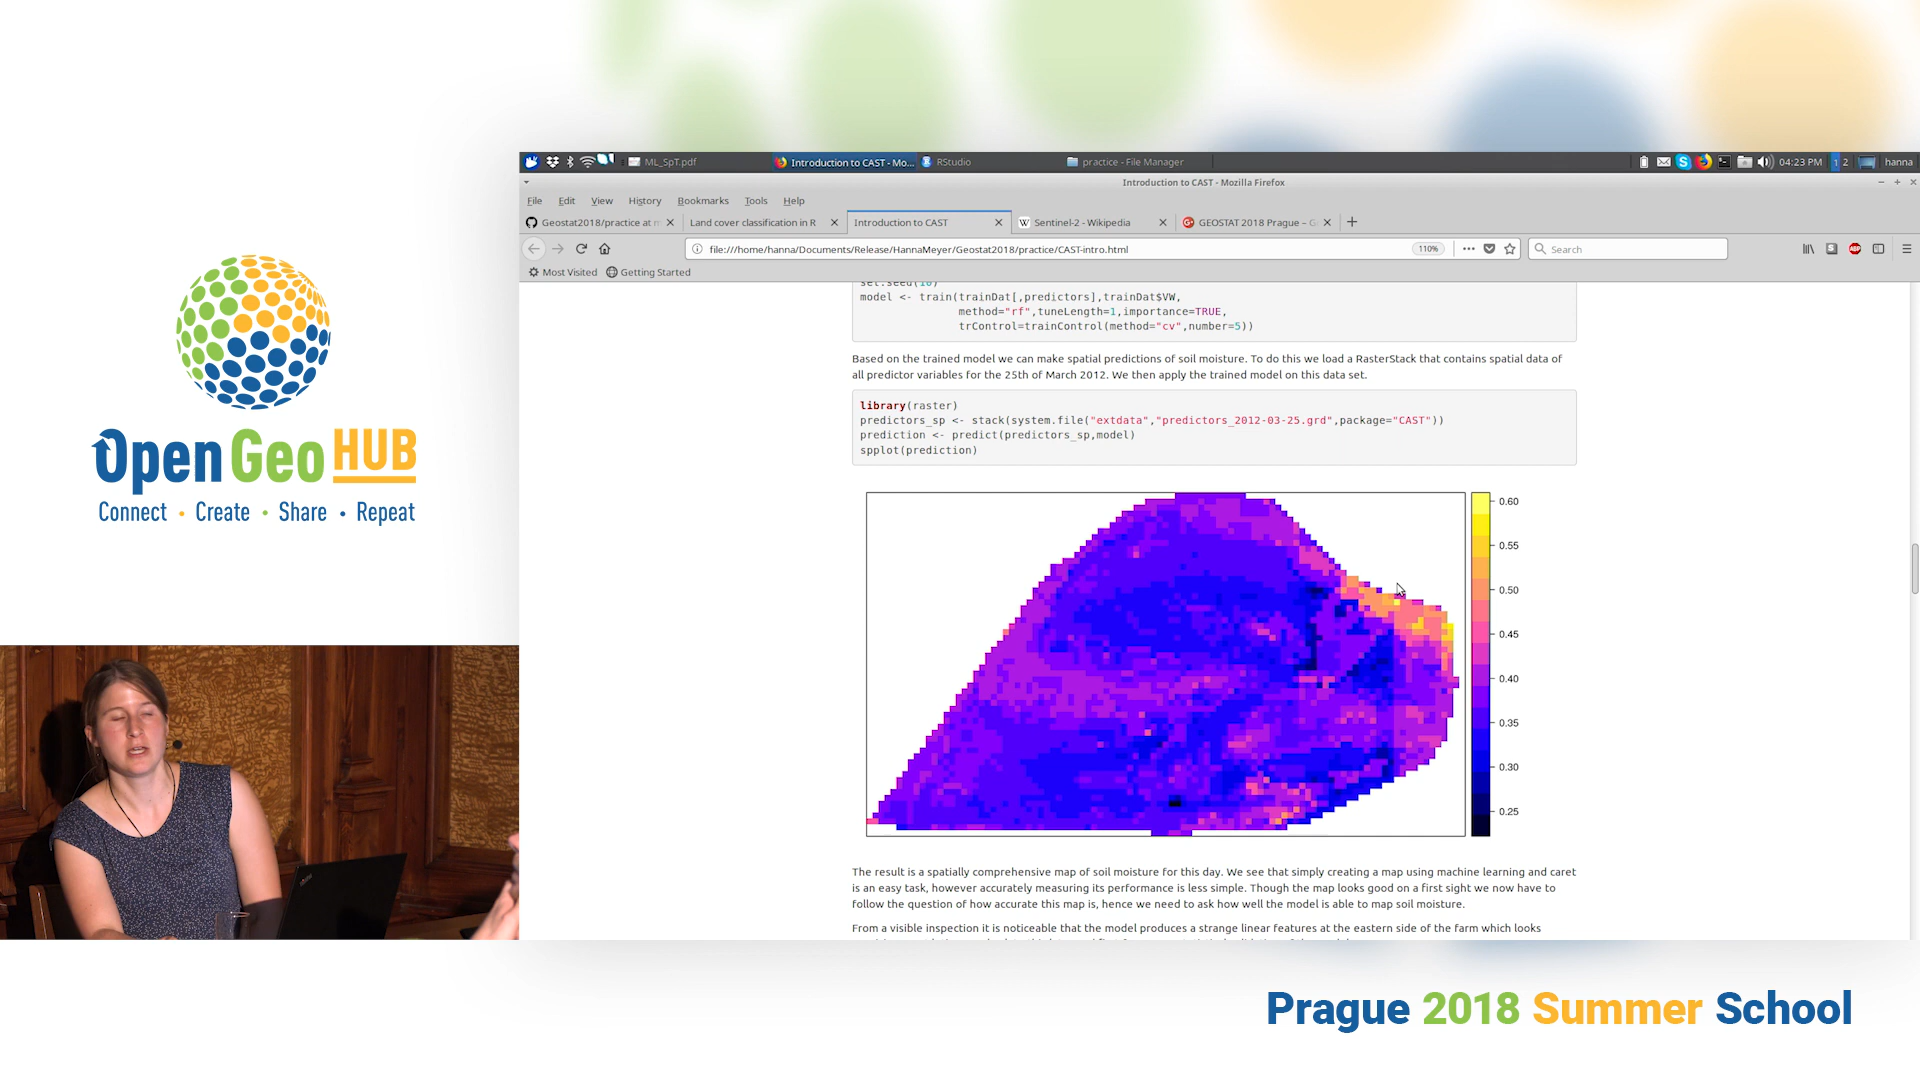 Open Geo HUB
Connect • Create • Share • Repeat
ML_SpT.pdf
Introduction to CAST - Mo...
RStudio
practice - File Manager
04:23 PM
1 2
hanna
Introduction to CAST - Mozilla Firefox
File Edit View History Bookmarks Tools Help
Geostat2018/practice at m
Land cover classification in R
Introduction to CAST
Sentinel-2 - Wikipedia
GEOSTAT 2018 Prague – G
file:///home/hanna/Documents/Release/HannaMeyer/Geostat2018/practice/CAST-intro.html
110%
Search
Most Visited Getting Started
set.seed(10)
model <- train(trainDat[,predictors],trainDat$VW,
method="rf",tuneLength=1,importance=TRUE,
trControl=trainControl(method="cv",number=5))
Based on the trained model we can make spatial predictions of soil moisture. To do this we load a RasterStack that contains spatial data of
all predictor variables for the 25th of March 2012. We then apply the trained model on this data set.
library(raster)
predictors_sp <- stack(system.file("extdata","predictors_2012-03-25.grd",package="CAST"))
prediction <- predict(predictors_sp,model)
spplot(prediction)
0.60
0.55
0.50
0.45
0.40
0.35
0.30
0.25
The result is a spatially comprehensive map of soil moisture for this day. We see that simply creating a map using machine learning and caret
is an easy task, however accurately measuring its performance is less simple. Though the map looks good on a first sight we now have to
follow the question of how accurate this map is, hence we need to ask how well the model is able to map soil moisture.
From a visible inspection it is noticeable that the model produces a strange linear features at the eastern side of the farm which looks
Prague 2018 Summer School